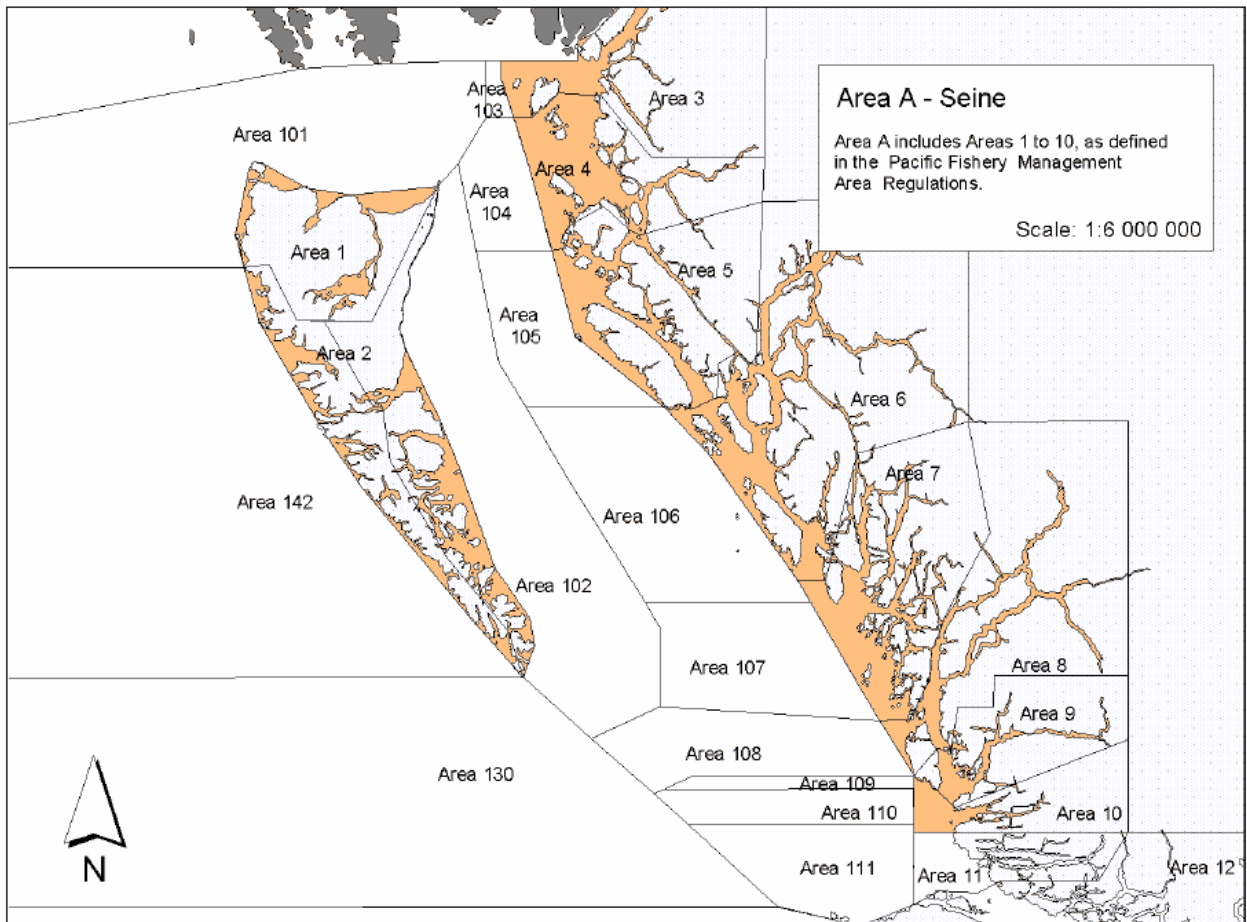 Area A - Seine
Area A includes Areas 1 to 10, as defined
in the Pacific Fishery Management
Area Regulations.
Scale: 1:6 000 000
Area
103
Area 3
Area 101
Area 4
Area
104
Area 1
Area 5
Area
105
Area 2
Area 6
Area 7
Area 142
Area 106
Area 102
Area 107
Area 8
Area 9
Area 108
Area 130
Area 109
Area 110
Area 10
Area 111
Area 11
Area 12
N